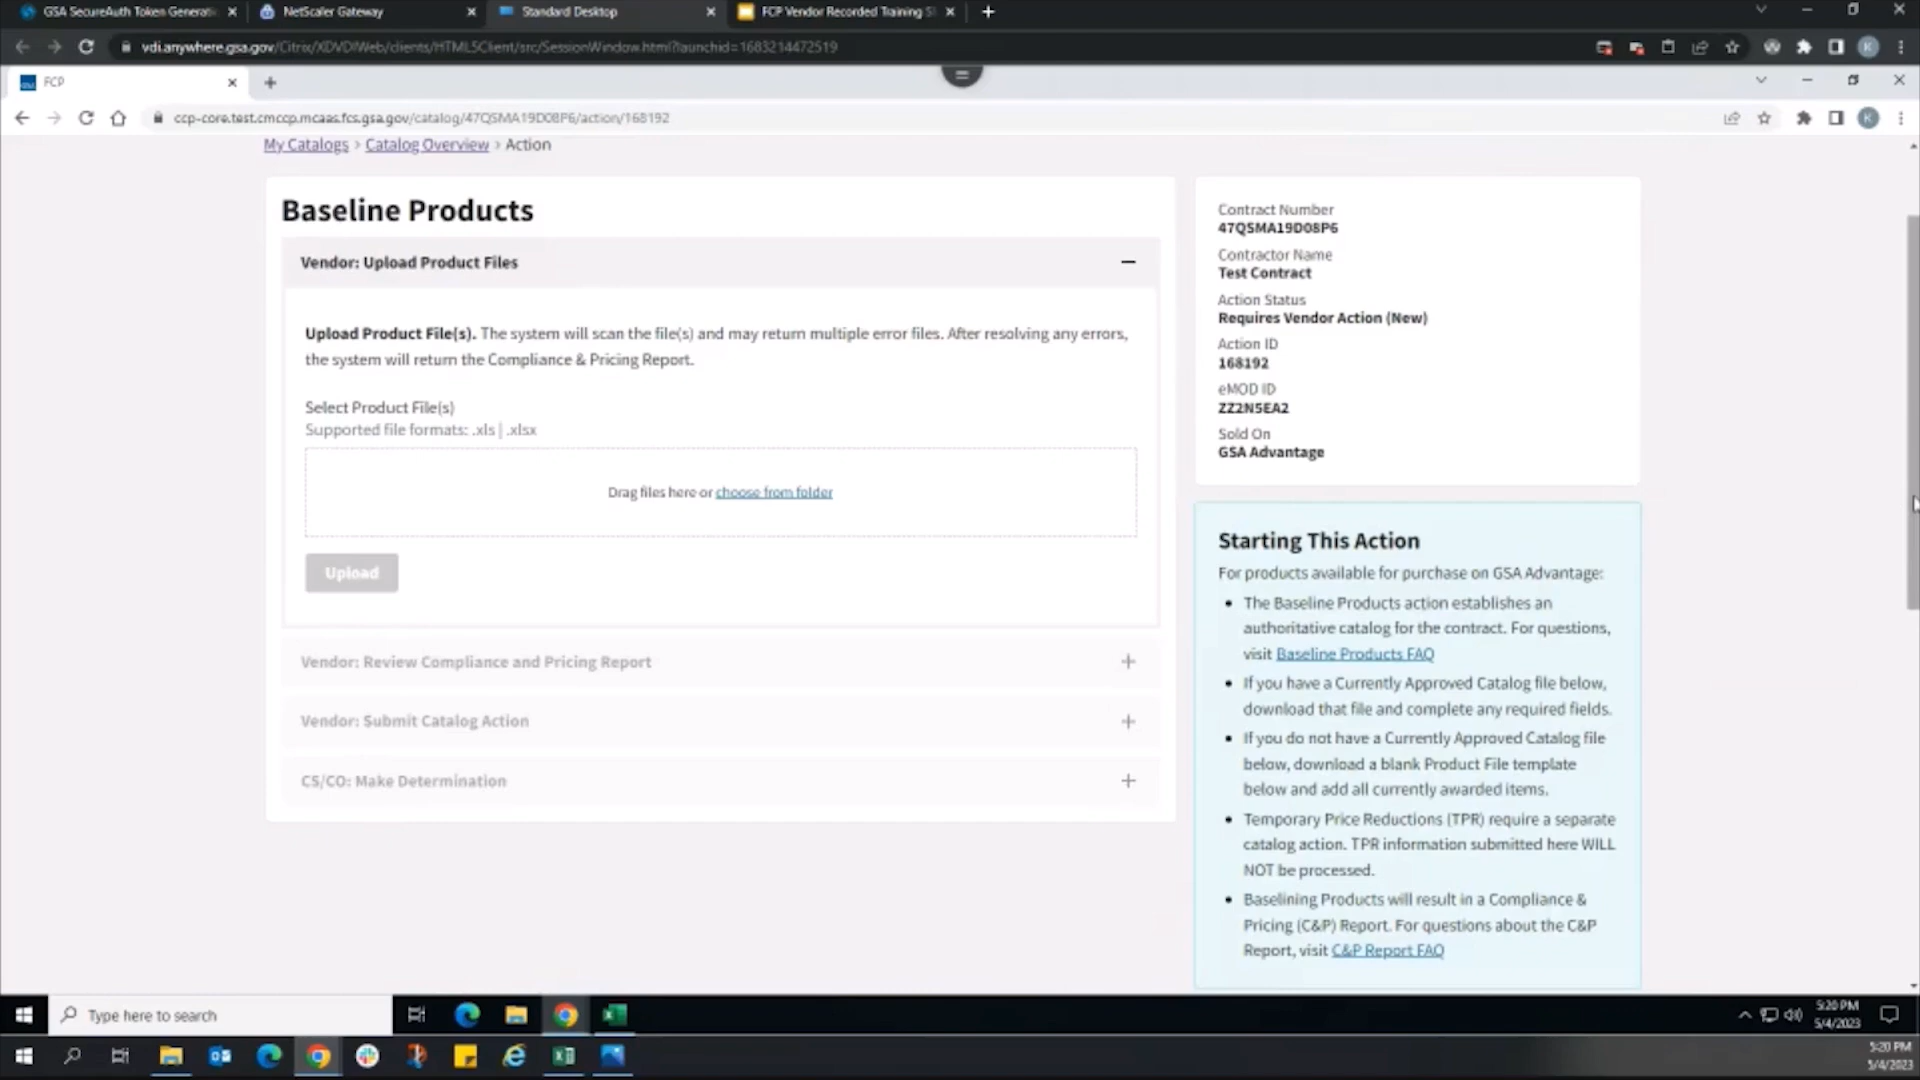 GSA SecureAuth Token Generati
NetScaler Gateway
Standard Desktop
FCP Vendor Recorded Training S
vdi.anywhere.gsa.gov/Citrix/XDVDIWeb/clients/HTML5Client/src/SessionWindow.html?launchid=1683214472519
FCP
ccp-core.test.cmccp.mcaas.fcs.gsa.gov/catalog/47QSMA19D08P6/action/168192
My Catalogs > Catalog Overview > Action
Baseline Products
Vendor: Upload Product Files
Upload Product File(s). The system will scan the file(s) and may return multiple error files. After resolving any errors,
the system will return the Compliance & Pricing Report.
Select Product File(s)
Supported file formats: .xls | .xlsx
Drag files here or choose from folder
Upload
Vendor: Review Compliance and Pricing Report
Vendor: Submit Catalog Action
CS/CO: Make Determination
Contract Number
47QSMA19D08P6
Contractor Name
Test Contract
Action Status
Requires Vendor Action (New)
Action ID
168192
eMOD ID
ZZ2N5EA2
Sold On
GSA Advantage
Starting This Action
For products available for purchase on GSA Advantage:
• The Baseline Products action establishes an
authoritative catalog for the contract. For questions,
visit Baseline Products FAQ
• If you have a Currently Approved Catalog file below,
download that file and complete any required fields.
• If you do not have a Currently Approved Catalog file
below, download a blank Product File template
below and add all currently awarded items.
• Temporary Price Reductions (TPR) require a separate
catalog action. TPR information submitted here WILL
NOT be processed.
• Baselining Products will result in a Compliance &
Pricing (C&P) Report. For questions about the C&P
Report, visit C&P Report FAQ
Type here to search
5:20 PM
5/4/2023
5:20 PM
5/4/2023